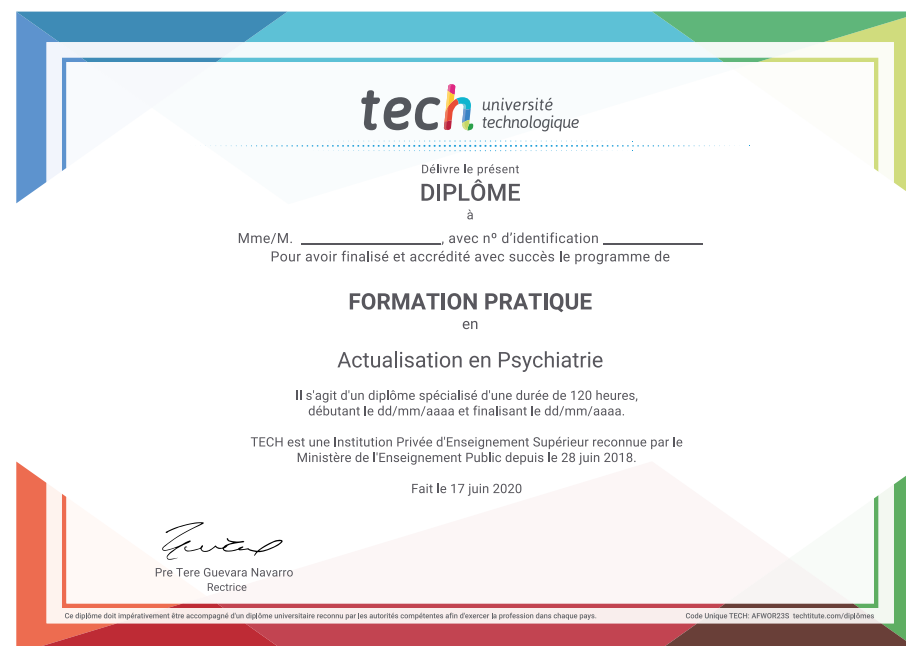 tech université
technologique
Délivre le présent
DIPLÔME
à
Mme/M. ____________________, avec nº d'identification ______________
Pour avoir finalisé et accrédité avec succès le programme de
FORMATION PRATIQUE
en
Actualisation en Psychiatrie
Il s'agit d'un diplôme spécialisé d'une durée de 120 heures,
débutant le dd/mm/aaaa et finalisant le dd/mm/aaaa.
TECH est une Institution Privée d'Enseignement Supérieur reconnue par le
Ministère de l'Enseignement Public depuis le 28 juin 2018.
Fait le 17 juin 2020
Pre Tere Guevara Navarro
Rectrice
Ce diplôme doit impérativement être accompagné d'un diplôme universitaire reconnu par les autorités compétentes afin d'exercer la profession dans chaque pays.
Code Unique TECH: AFWOR23S techtitute.com/diplômes